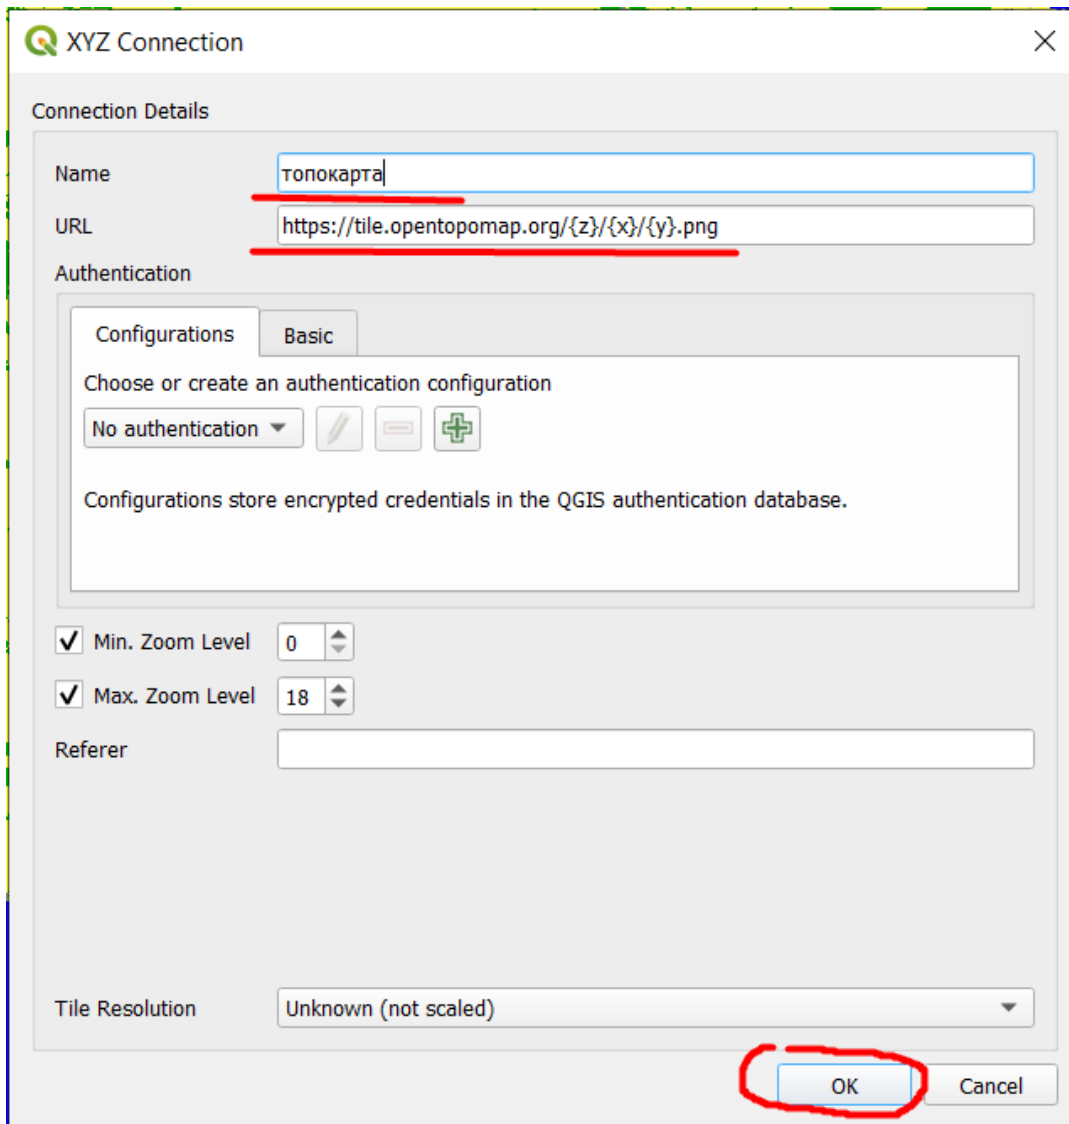 XYZ Connection
Connection Details
Name топокарта
URL https://tile.opentopomap.org/{z}/{x}/{y}.png
Authentication
Configurations Basic
Choose or create an authentication configuration
No authentication
Configurations store encrypted credentials in the QGIS authentication database.
Min. Zoom Level 0
Max. Zoom Level 18
Referer
Tile Resolution Unknown (not scaled)
OK Cancel